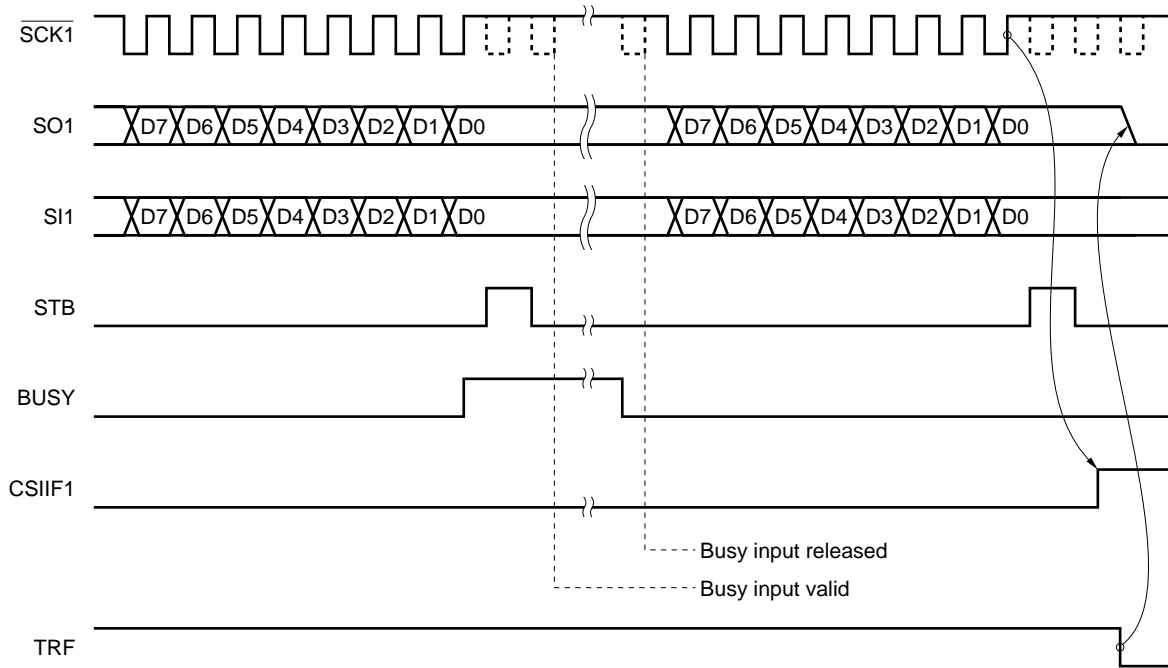 SCK1
SO1
D7 D6 D5 D4 D3 D2 D1 D0 D7 D6 D5 D4 D3 D2 D1 D0
SI1
D7 D6 D5 D4 D3 D2 D1 D0 D7 D6 D5 D4 D3 D2 D1 D0
STB
BUSY
CSIIF1
Busy input released
Busy input valid
TRF